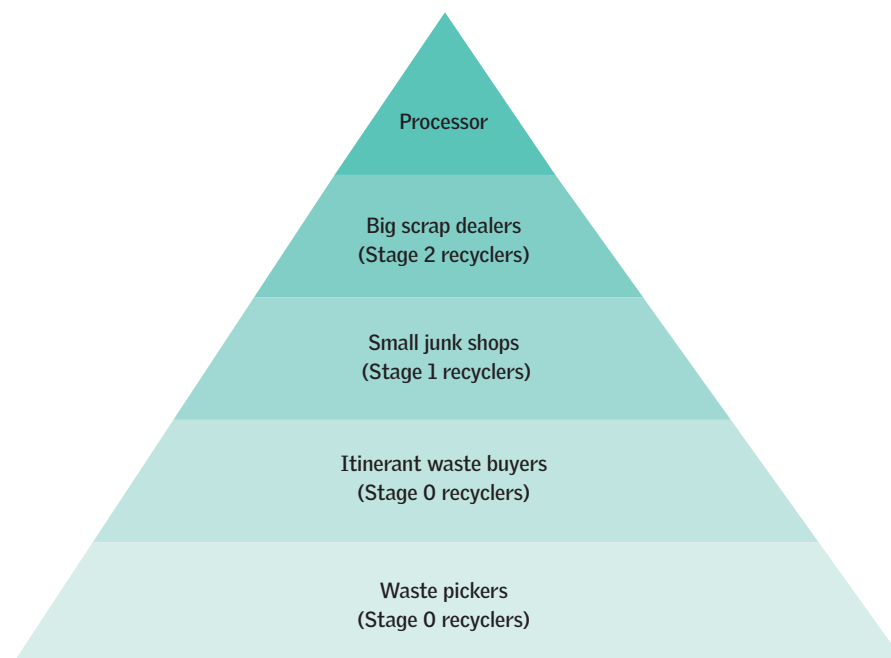 Processor
Big scrap dealers
(Stage 2 recyclers)
Small junk shops
(Stage 1 recyclers)
Itinerant waste buyers
(Stage 0 recyclers)
Waste pickers
(Stage 0 recyclers)